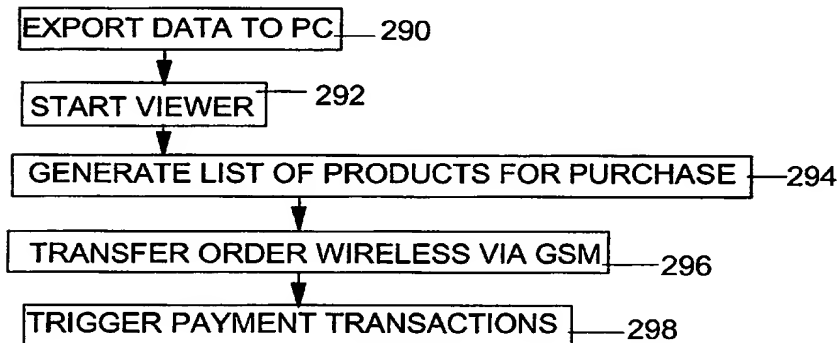 EXPORT DATA TO PC 290
START VIEWER 292
GENERATE LIST OF PRODUCTS FOR PURCHASE 294
TRANSFER ORDER WIRELESS VIA GSM 296
TRIGGER PAYMENT TRANSACTIONS 298